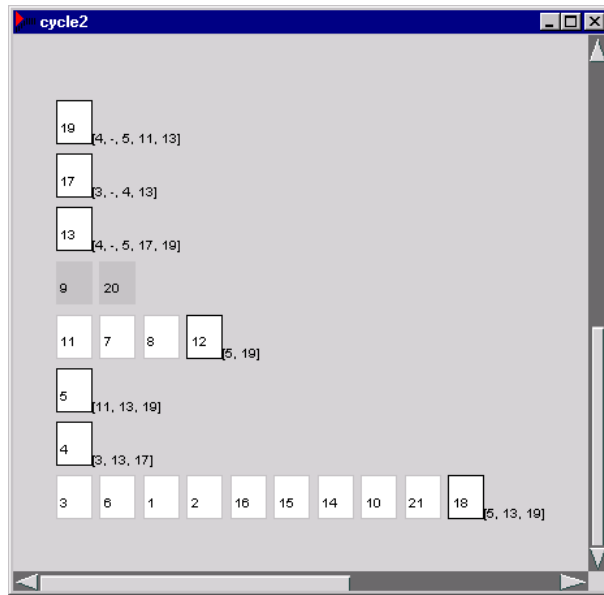 cycle2
19 [4, -, 5, 11, 13]
17 [3, -, 4, 13]
13 [4, -, 5, 17, 19]
9 20
11 7 8 12 [5, 19]
5 [11, 13, 19]
4 [3, 13, 17]
3 6 1 2 16 15 14 10 21 18 [5, 13, 19]